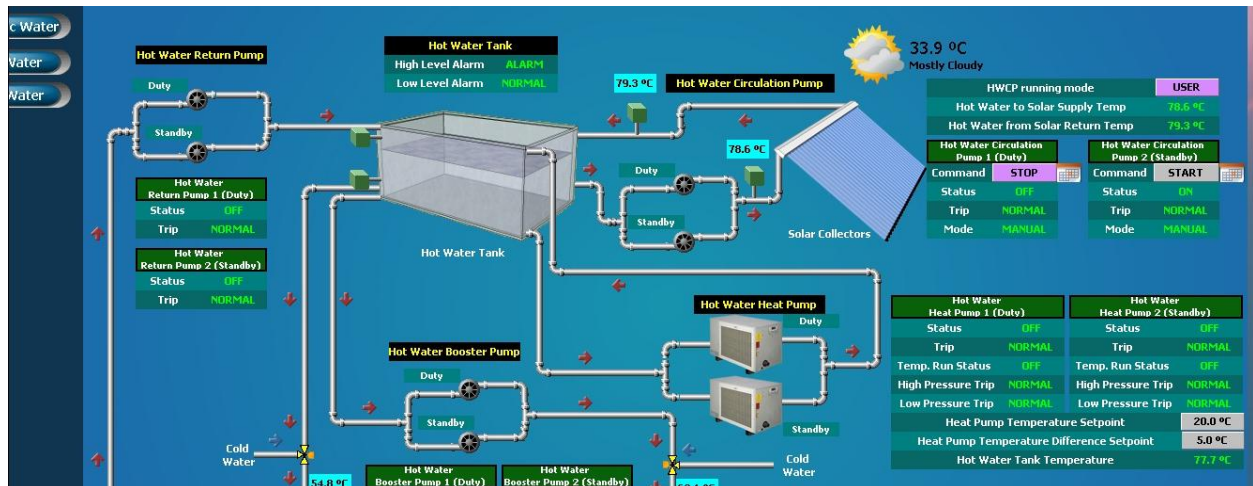 c Water
Water
Water
Hot Water Return Pump
Duty
Standby
Hot Water
Return Pump 1 (Duty)
Status OFF
Trip NORMAL
Hot Water
Return Pump 2 (Standby)
Status OFF
Trip NORMAL
Hot Water Tank
High Level Alarm ALARM
Low Level Alarm NORMAL
Hot Water Tank
79.3 ºC
Hot Water Circulation Pump
78.6 ºC
Duty
Standby
Solar Collectors
33.9 ºC
Mostly Cloudy
HWCP running mode USER
Hot Water to Solar Supply Temp 78.6 ºC
Hot Water from Solar Return Temp 79.3 ºC
Hot Water Circulation
Pump 1 (Duty)
Command STOP
Status OFF
Trip NORMAL
Mode MANUAL
Hot Water Circulation
Pump 2 (Standby)
Command START
Status ON
Trip NORMAL
Mode MANUAL
Hot Water Heat Pump
Duty
Standby
Hot Water
Heat Pump 1 (Duty)
Status OFF
Trip NORMAL
Temp. Run Status OFF
High Pressure Trip NORMAL
Low Pressure Trip NORMAL
Hot Water
Heat Pump 2 (Standby)
Status OFF
Trip NORMAL
Temp. Run Status OFF
High Pressure Trip NORMAL
Low Pressure Trip NORMAL
Heat Pump Temperature Setpoint 20.0 ºC
Heat Pump Temperature Difference Setpoint 5.0 ºC
Hot Water Tank Temperature 77.7 ºC
Hot Water Booster Pump
Duty
Standby
Cold
Water
54.8 ºC
Hot Water
Booster Pump 1 (Duty)
Hot Water
Booster Pump 2 (Standby)
Cold
Water